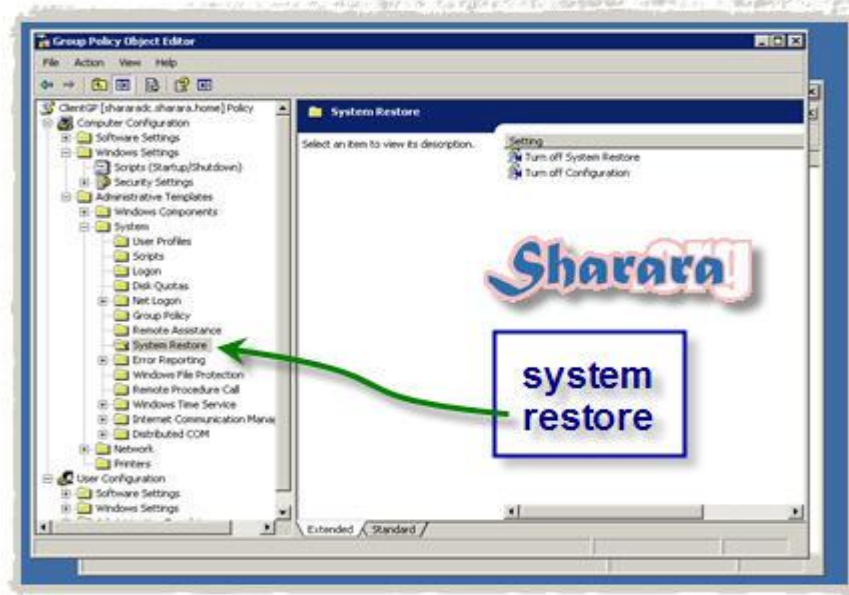 Group Policy Object Editor
File Action View Help
ClientGP [shararadc.sharara.home] Policy
Computer Configuration
Software Settings
Windows Settings
Scripts (Startup/Shutdown)
Security Settings
Administrative Templates
Windows Components
System
User Profiles
Scripts
Logon
Disk Quotas
Net Logon
Group Policy
Remote Assistance
System Restore
Error Reporting
Windows File Protection
Remote Procedure Call
Windows Time Service
Internet Communication Manag
Distributed COM
Network
Printers
User Configuration
Software Settings
Windows Settings
System Restore
Select an item to view its description.
Setting
Turn off System Restore
Turn off Configuration
Sharara.org
system
restore
Extended Standard